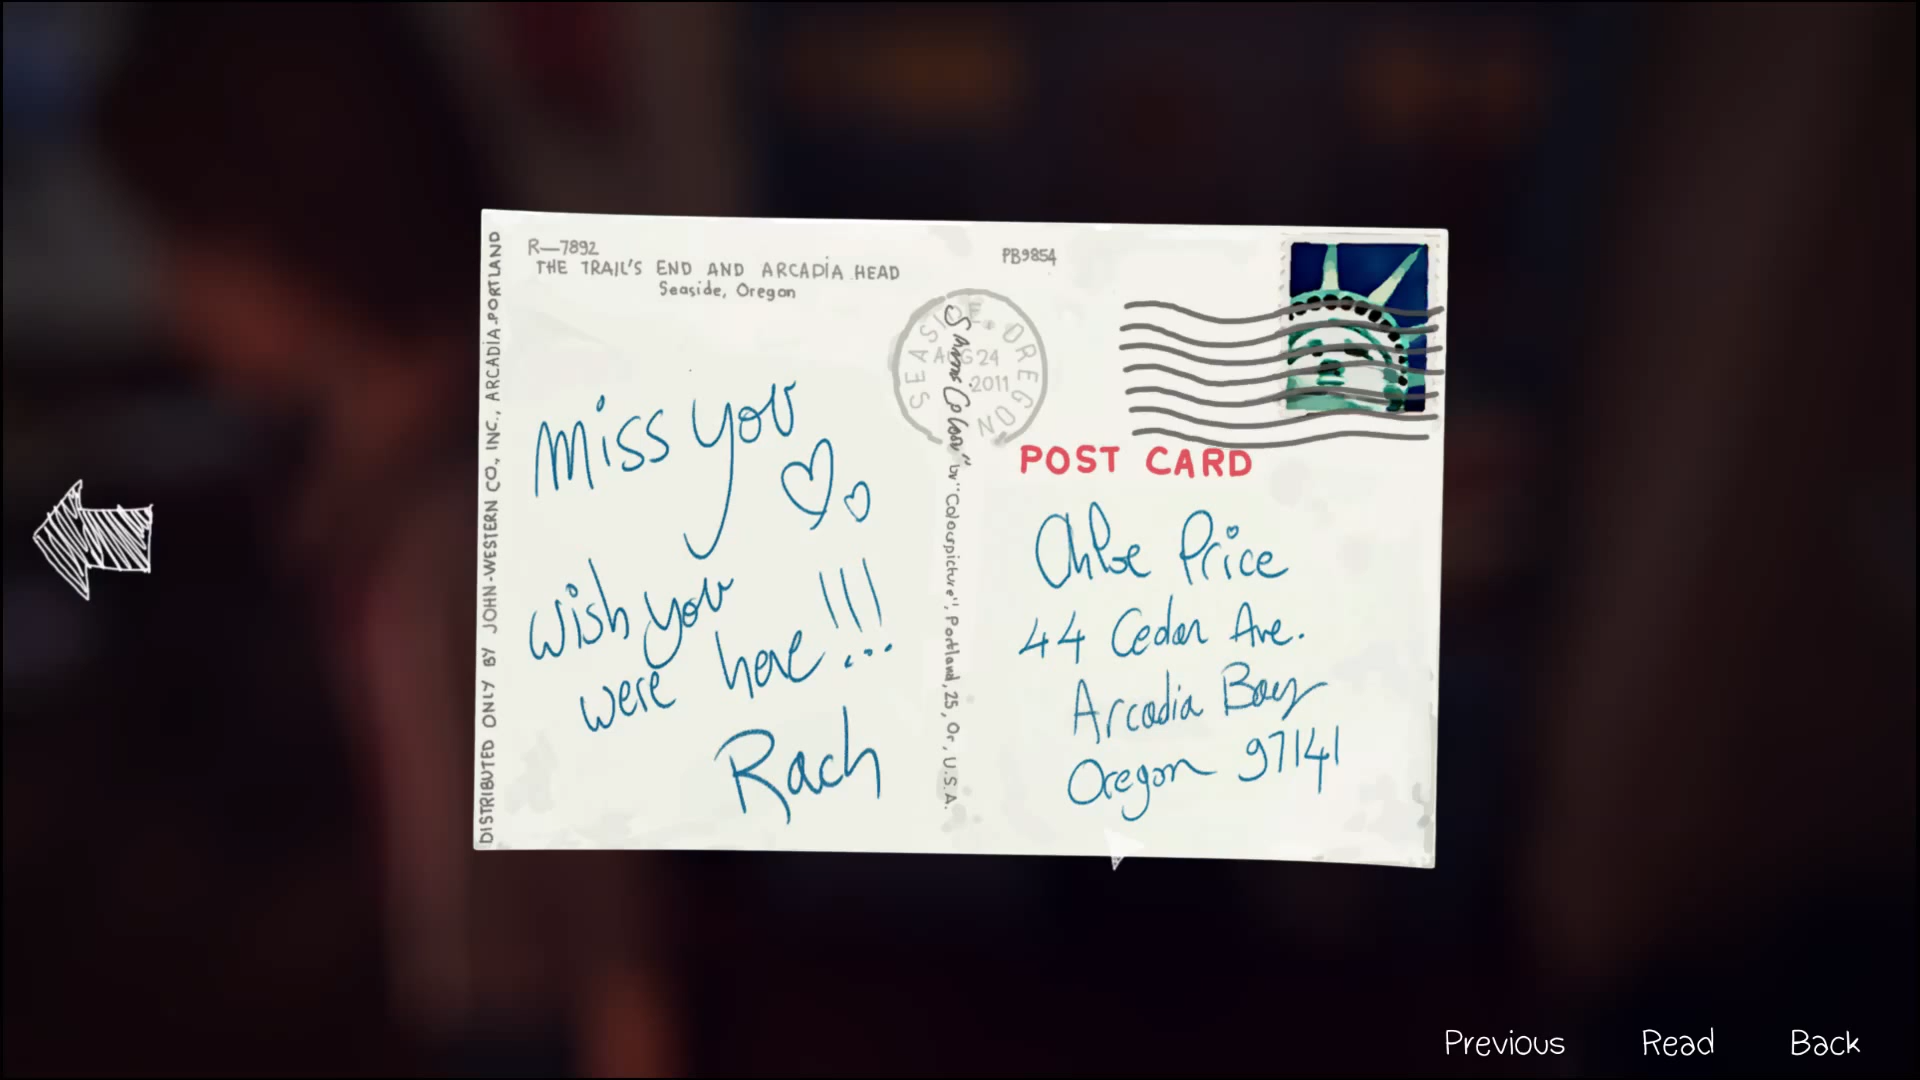 R—7892
THE TRAIL'S END AND ARCADIA HEAD
Seaside, Oregon
DISTRIBUTED ONLY BY JOHN-WESTERN CO., INC., ARCADIA-PORTLAND
miss you
wish you
were here!!!
Rach
SEASIDE, OREGON
AUG 24
2011
by "Colourpicture", Portland, 25, Or, U.S.A.
PB9854
POST CARD
Chloe Price
44 Cedar Ave.
Arcadia Bay
Oregon 97141
Previous
Read
Back